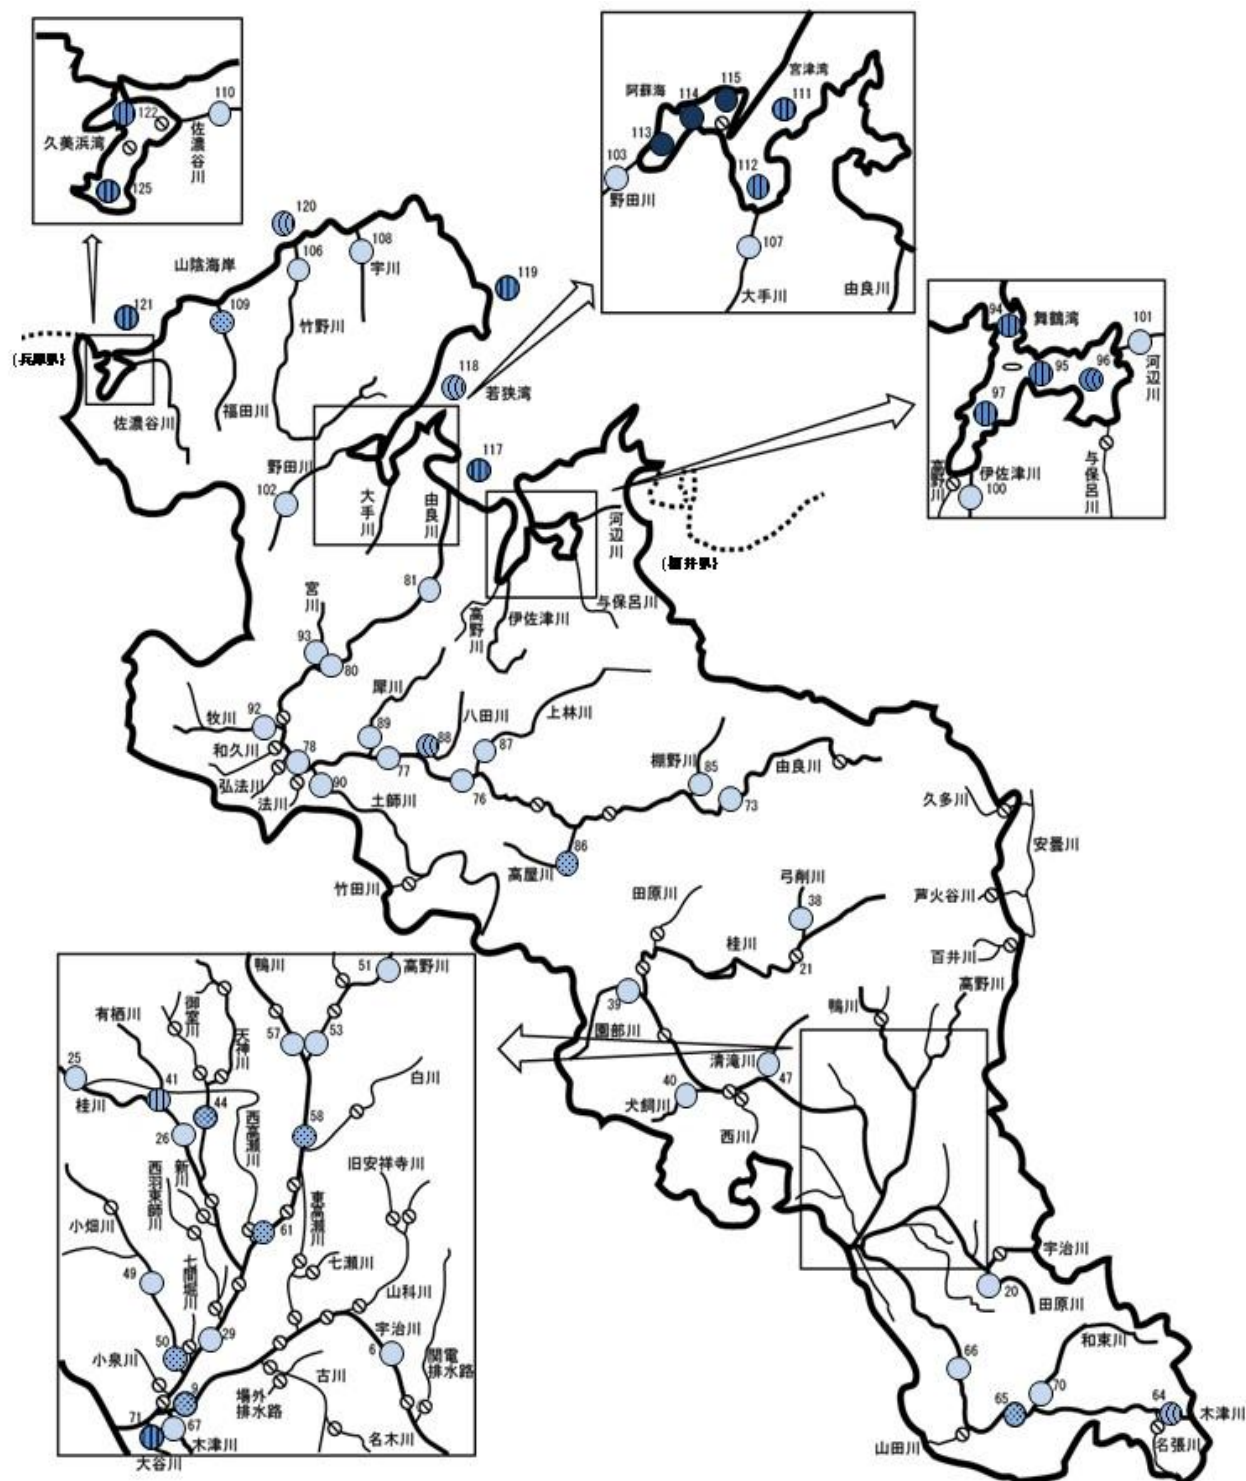 110
122
久美浜湾
佐濃谷川
125
115
宮津湾
阿蘇海
114
111
113
103
112
野田川
107
大手川
由良川
120
山陰海岸
106
108
宇川
119
109
竹野川
121
(兵庫県)
118
若狭湾
94
舞鶴湾
101
95
96
河辺川
97
高野川
伊佐津川
100
与保呂川
佐濃谷川
福田川
野田川
117
102
大手川
由良川
河辺川
(福井県)
81
宮川
高野川
伊佐津川
与保呂川
93
80
犀川
八田川
上林川
牧川
92
89
88
87
和久川
78
77
棚野川
85
由良川
弘法川
法川
90
土師川
76
73
久多川
安曇川
86
高屋川
竹田川
田原川
弓削川
38
芦火谷川
桂川
21
百井川
高野川
39
鴨川
園部川
清滝川
47
40
犬飼川
西川
鴨川
51
高野川
御室川
有栖川
天神川
57
53
25
41
白川
桂川
44
58
26
西高瀬川
新川
西羽束師川
旧安祥寺川
東高瀬川
小畑川
61
七瀬川
七間堀川
山科川
49
29
宇治川
50
6
小泉川
関電
排水路
9
場外
排水路
古川
71
67
木津川
名木川
大谷川
宇治川
20
田原川
和束川
66
70
65
64
木津川
山田川
名張川